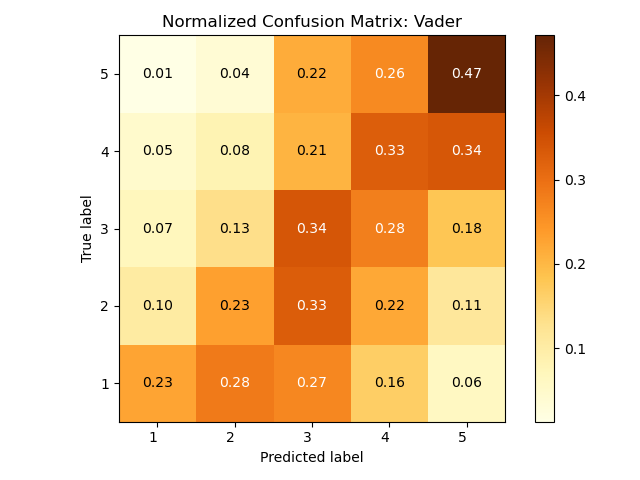 Normalized Confusion Matrix: Vader
True label
5 0.01 0.04 0.22 0.26 0.47
4 0.05 0.08 0.21 0.33 0.34
3 0.07 0.13 0.34 0.28 0.18
2 0.10 0.23 0.33 0.22 0.11
1 0.23 0.28 0.27 0.16 0.06
1 2 3 4 5
Predicted label
0.4
0.3
0.2
0.1